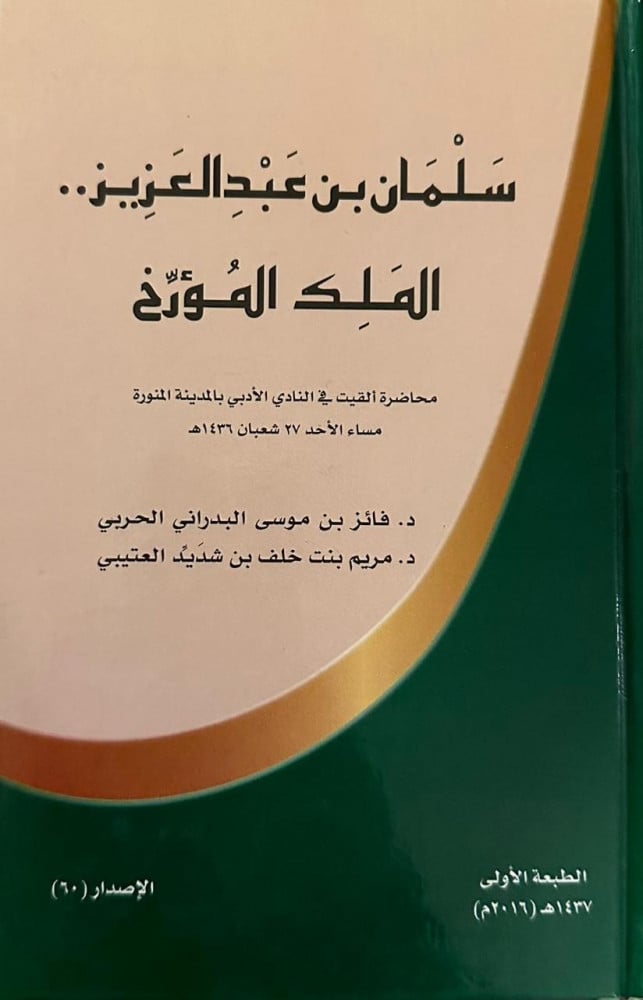 سَلْمَان بن عَبْدِ العَزِيز..
المَلِك المُؤرِّخ
محاضرة ألقيت في النادي الأدبي بالمدينة المنورة
مساء الأحد ٢٧ شعبان ١٤٣٦هـ
د. فائز بن موسى البدراني الحربي
د. مريم بنت خلف بن شدَيِّد العتيبي
الطبعة الأولى
١٤٣٧هـ (٢٠١٦م)
الإصدار (٦٠)